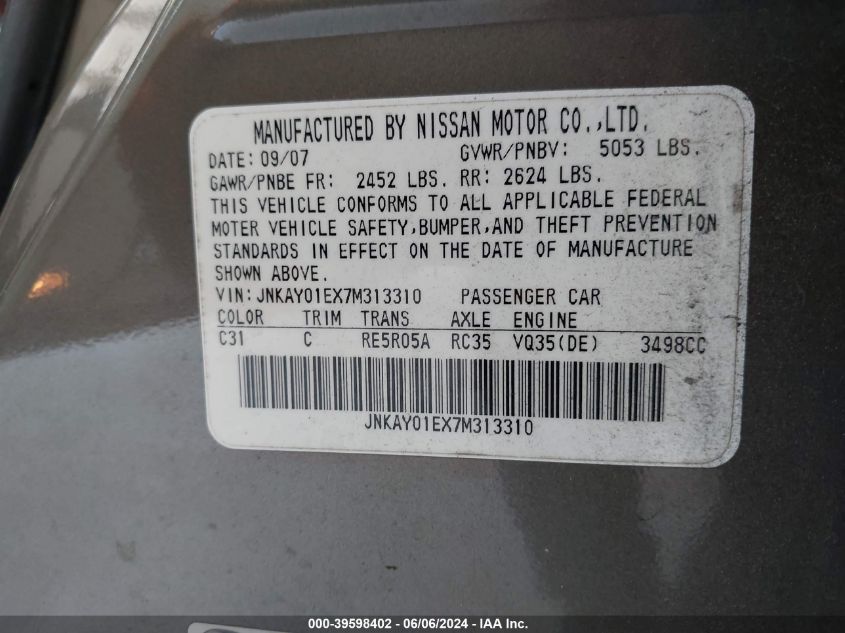 MANUFACTURED BY NISSAN MOTOR CO.,LTD.
DATE: 09/07 GVWR/PNBV: 5053 LBS.
GAWR/PNBE FR: 2452 LBS. RR: 2624 LBS.
THIS VEHICLE CONFORMS TO ALL APPLICABLE FEDERAL
MOTER VEHICLE SAFETY,BUMPER,AND THEFT PREVENTION
STANDARDS IN EFFECT ON THE DATE OF MANUFACTURE
SHOWN ABOVE.
VIN:JNKAY01EX7M313310 PASSENGER CAR
COLOR TRIM TRANS AXLE ENGINE
C31 C RE5R05A RC35 VQ35(DE) 3498CC
JNKAY01EX7M313310
000-39598402 - 06/06/2024 - IAA, Inc.